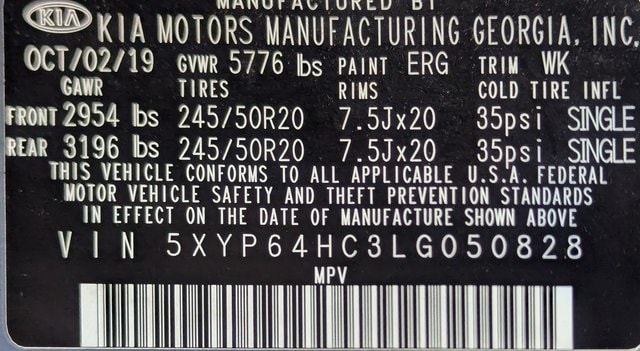 MANUFACTURED BY
KIA KIA MOTORS MANUFACTURING GEORGIA, INC.
OCT/02/19 GVWR 5776 lbs PAINT ERG TRIM WK
GAWR TIRES RIMS COLD TIRE INFL
FRONT 2954 lbs 245/50R20 7.5Jx20 35psi SINGLE
REAR 3196 lbs 245/50R20 7.5Jx20 35psi SINGLE
THIS VEHICLE CONFORMS TO ALL APPLICABLE U.S.A. FEDERAL
MOTOR VEHICLE SAFETY AND THEFT PREVENTION STANDARDS
IN EFFECT ON THE DATE OF MANUFACTURE SHOWN ABOVE
VIN 5XYP64HC3LG050828
MPV